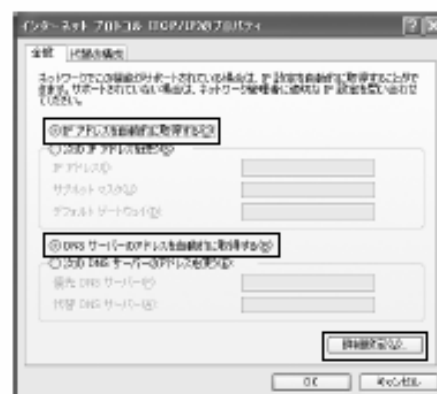 インターネット プロトコル (TCP/IP)のプロパティ
全般 代替の構成
ネットワークでこの機能がサポートされている場合は、IP 設定を自動的に取得することがで
きます。サポートされていない場合は、ネットワーク管理者に適切な IP 設定を問い合わせ
てください。
IP アドレスを自動的に取得する(O)
次の IP アドレスを使う(S):
IP アドレス(I):
サブネット マスク(U):
デフォルト ゲートウェイ(D):
DNS サーバーのアドレスを自動的に取得する(B)
次の DNS サーバーのアドレスを使う(E):
優先 DNS サーバー(P):
代替 DNS サーバー(A):
詳細設定(V)...
OK キャンセル